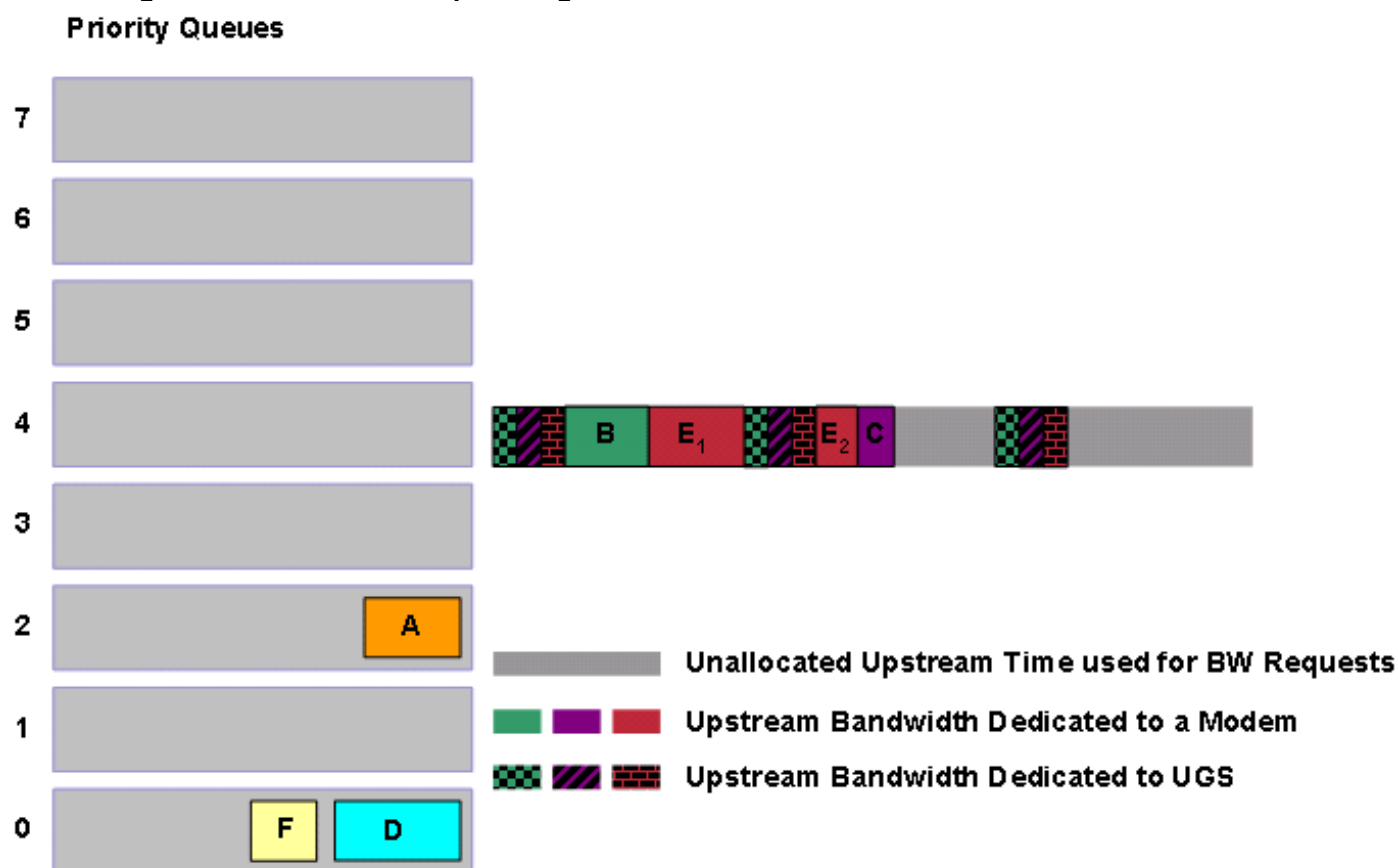 Priority Queues
7
6
5
4 B E1 E2 C
3
2 A
Unallocated Upstream Time used for BW Requests
1 Upstream Bandwidth Dedicated to a Modem
Upstream Bandwidth Dedicated to UGS
0 F D